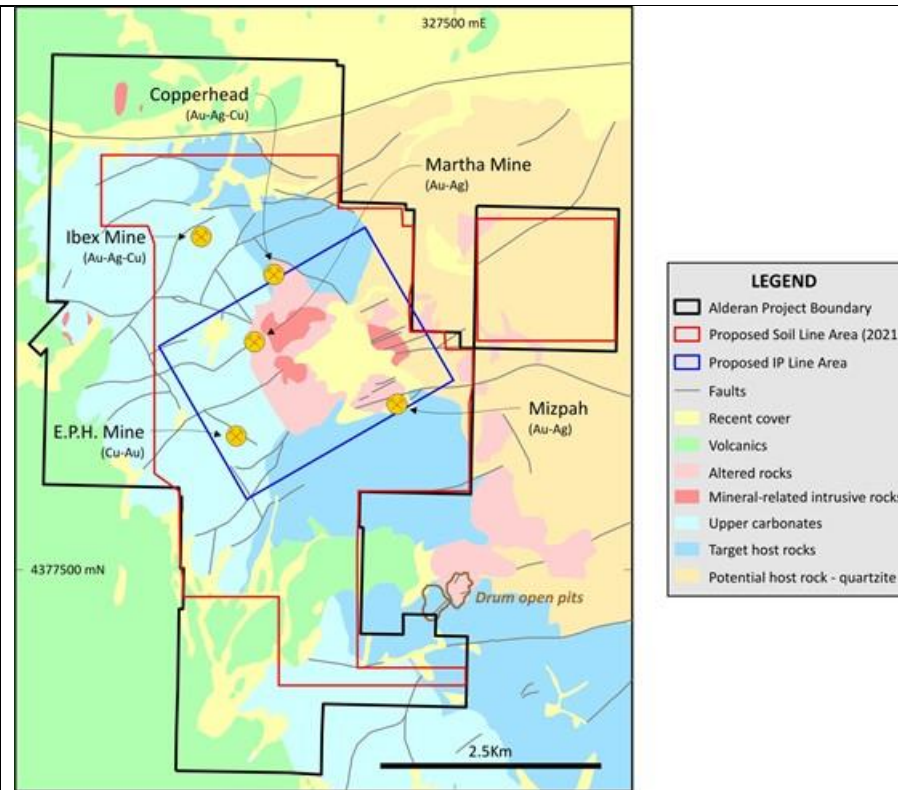 327500 mE
Copperhead
(Au-Ag-Cu)
Martha Mine
(Au-Ag)
Ibex Mine
(Au-Ag-Cu)
Mizpah
(Au-Ag)
E.P.H. Mine
(Cu-Au)
4377500 mN
Drum open pits
2.5Km
LEGEND
Alderan Project Boundary
Proposed Soil Line Area (2021
Proposed IP Line Area
Faults
Recent cover
Volcanics
Altered rocks
Mineral-related intrusive rocks
Upper carbonates
Target host rocks
Potential host rock - quartzite